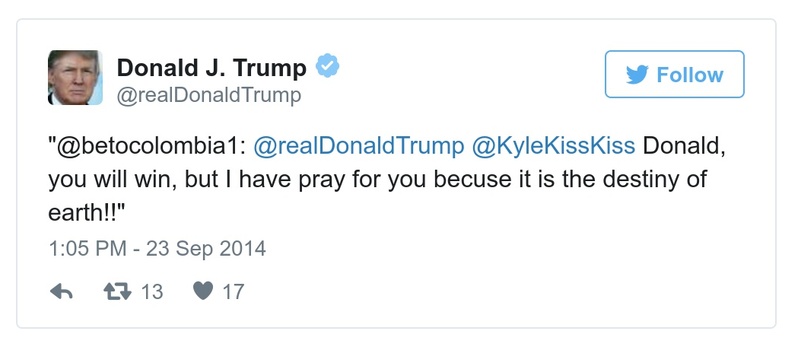 Donald J. Trump
@realDonaldTrump
Follow
"@betocolombia1: @realDonaldTrump @KyleKissKiss Donald,
you will win, but I have pray for you becuse it is the destiny of
earth!!"
1:05 PM - 23 Sep 2014
13 17